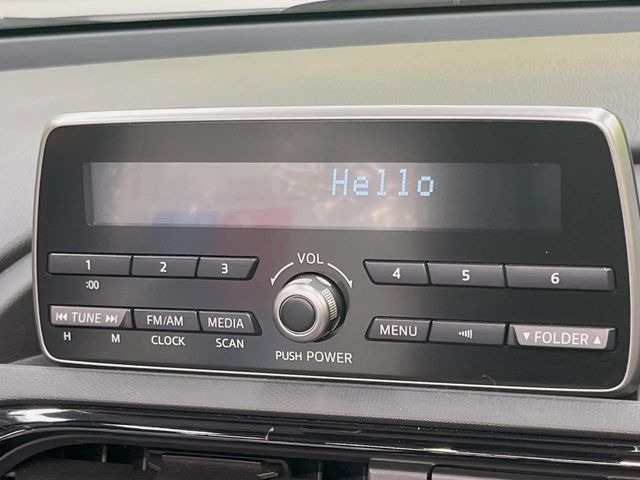 Hello
VOL
1 2 3 4 5 6
:00
⏮ TUNE ⏭ FM/AM MEDIA MENU ▼ FOLDER ▲
H M CLOCK SCAN
PUSH POWER